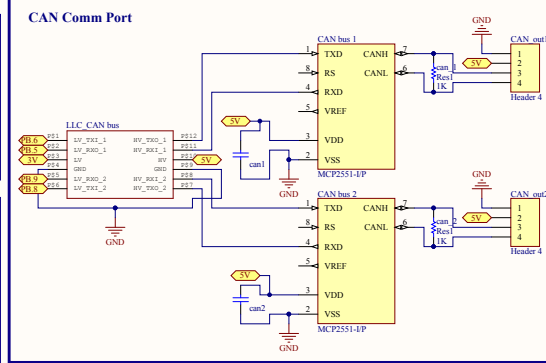 CAN Comm Port
CAN bus 1
GND
CAN_out1
1 TXD CANH 7
8 RS CANL 6
4 RXD
5 VREF
3 VDD
2 VSS
MCP2551-I/P
can_1
Res1
1K
5V
1
2
3
4
Header 4
5V
can1
GND
LLC_CAN bus
PB.6 PS1 LV_TXI_1 HV_TXO_1 PS12
PB.5 PS2 LV_RXO_1 HV_RXI_1 PS11
3V PS3 LV HV 5V
PS4 GND GND PS9
PB.9 PS5 LV_RXO_2 HV_RXI_2 PS8
PB.8 PS6 LV_TXI_2 HV_TXO_2 PS7
GND
CAN bus 2
GND
CAN_out2
1 TXD CANH 7
8 RS CANL 6
4 RXD
5 VREF
3 VDD
2 VSS
MCP2551-I/P
can_2
Res1
1K
5V
1
2
3
4
Header 4
5V
can2
GND